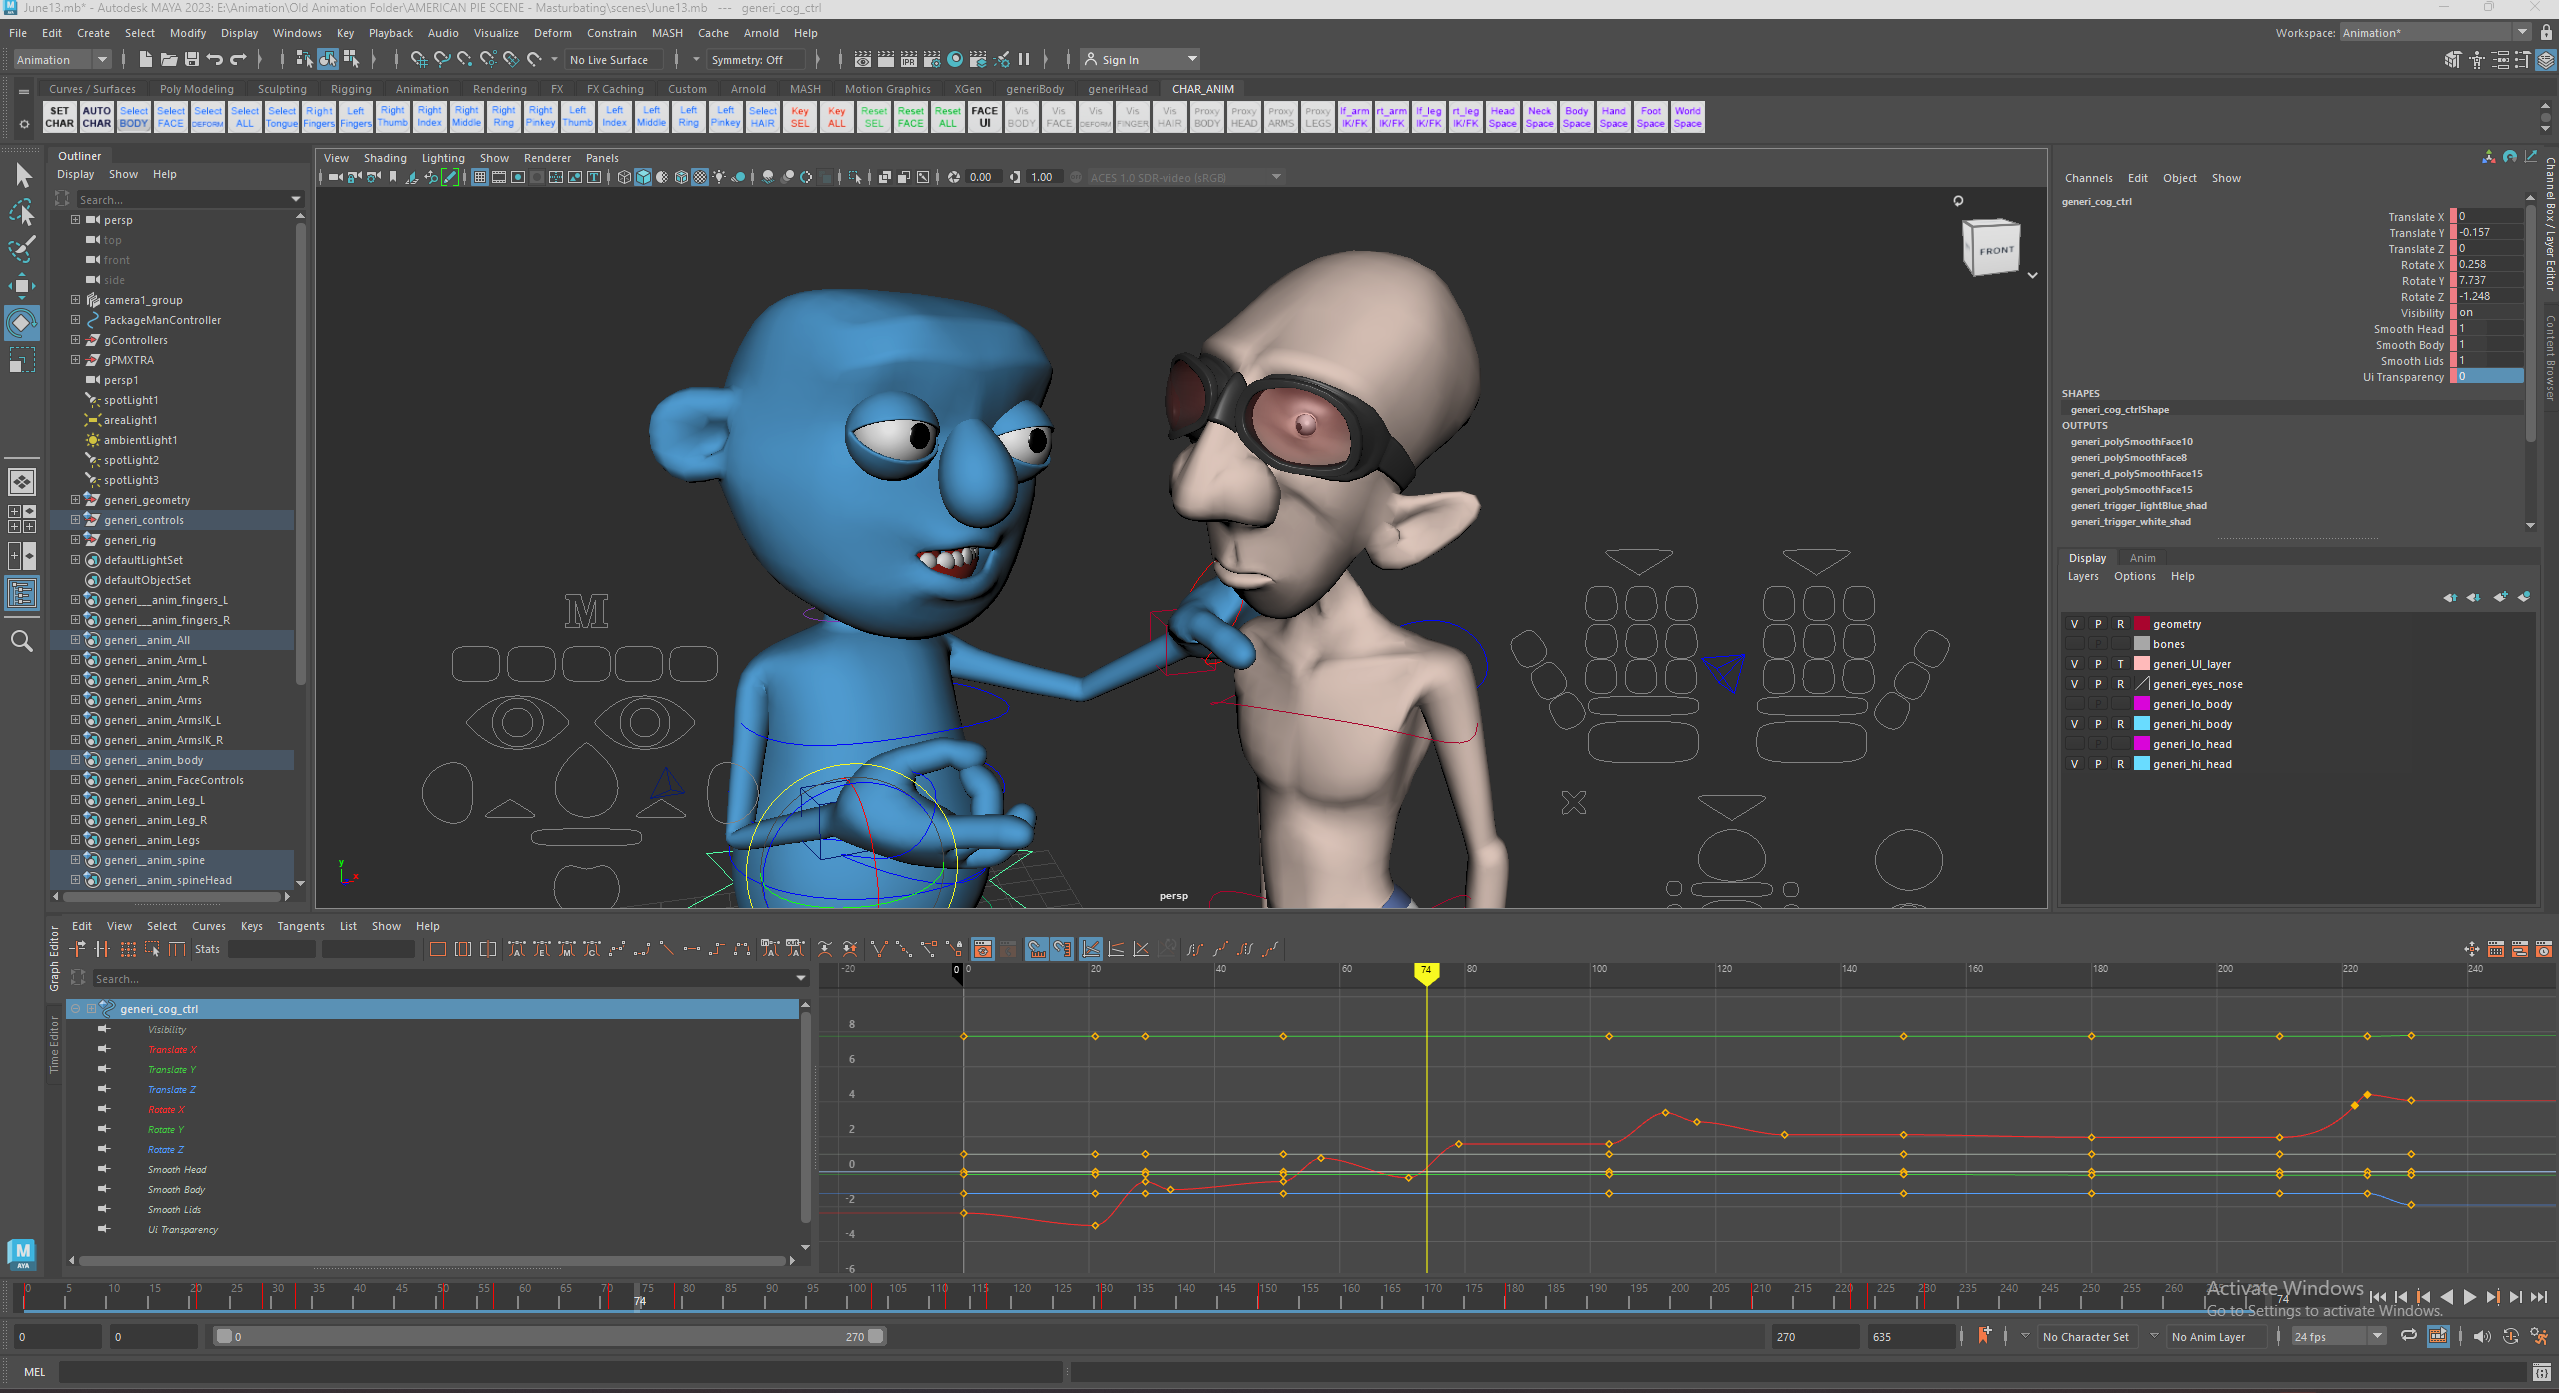 June13.mb* - Autodesk MAYA 2023: E:\Animation\Old Animation Folder\AMERICAN PIE SCENE - Masturbating\scenes\June13.mb --- generi_cog_ctrl
File Edit Create Select Modify Display Windows Key Playback Audio Visualize Deform Constrain MASH Cache Arnold Help
Workspace: Animation*
Animation
No Live Surface
Symmetry: Off
Sign In
Curves / Surfaces Poly Modeling Sculpting Rigging Animation Rendering FX FX Caching Custom Arnold MASH Motion Graphics XGen generiBody generiHead CHAR_ANIM
SET CHAR AUTO CHAR Select BODY Select FACE Select DEFORM Select ALL Select Tongue Right Fingers Left Fingers Right Thumb Right Index Right Middle Right Ring Right Pinkey Left Thumb Left Index Left Middle Left Ring Left Pinkey Select HAIR Key SEL Key ALL Reset SEL Reset FACE Reset ALL FACE UI Vis BODY Vis FACE Vis DEFORM Vis FINGER Vis HAIR Proxy BODY Proxy HEAD Proxy ARMS Proxy LEGS lf_arm IK/FK rt_arm IK/FK lf_leg IK/FK rt_leg IK/FK Head Space Neck Space Body Space Hand Space Foot Space World Space
Outliner
Display Show Help
Search...
persp
top
front
side
camera1_group
PackageManController
gControllers
gPMXTRA
persp1
spotLight1
areaLight1
ambientLight1
spotLight2
spotLight3
generi_geometry
generi_controls
generi_rig
defaultLightSet
defaultObjectSet
generi___anim_fingers_L
generi___anim_fingers_R
generi__anim_All
generi__anim_Arm_L
generi__anim_Arm_R
generi__anim_Arms
generi__anim_ArmsIK_L
generi__anim_ArmsIK_R
generi__anim_body
generi__anim_FaceControls
generi__anim_Leg_L
generi__anim_Leg_R
generi__anim_Legs
generi__anim_spine
generi__anim_spineHead
View Shading Lighting Show Renderer Panels
0.00 1.00 ACES 1.0 SDR-video (sRGB)
FRONT
M
y
x
persp
Channels Edit Object Show
generi_cog_ctrl
Translate X 0
Translate Y -0.157
Translate Z 0
Rotate X 0.258
Rotate Y 7.737
Rotate Z -1.248
Visibility on
Smooth Head 1
Smooth Body 1
Smooth Lids 1
Ui Transparency 0
SHAPES
generi_cog_ctrlShape
OUTPUTS
generi_polySmoothFace10
generi_polySmoothFace8
generi_d_polySmoothFace15
generi_polySmoothFace15
generi_trigger_lightBlue_shad
generi_trigger_white_shad
Channel Box / Layer Editor
Content Browser
Display Anim
Layers Options Help
V P R geometry
P bones
V P T generi_UI_layer
V P R generi_eyes_nose
P generi_lo_body
V P R generi_hi_body
P generi_lo_head
V P R generi_hi_head
Graph Editor
Time Editor
Edit View Select Curves Keys Tangents List Show Help
Stats
Search...
generi_cog_ctrl
Visibility
Translate X
Translate Y
Translate Z
Rotate X
Rotate Y
Rotate Z
Smooth Head
Smooth Body
Smooth Lids
Ui Transparency
-20 0 0 20 40 60 74 80 100 120 140 160 180 200 220 240
8
6
4
2
0
-2
-4
-6
0 5 10 15 20 25 30 35 40 45 50 55 60 65 70 75 80 85 90 95 100 105 110 115 120 125 130 135 140 145 150 155 160 165 170 175 180 185 190 195 200 205 210 215 220 225 230 235 240 245 250 255 260
74
74
Activate Windows
Go to Settings to activate Windows.
0 0 0 270 270 635 No Character Set No Anim Layer 24 fps
MEL